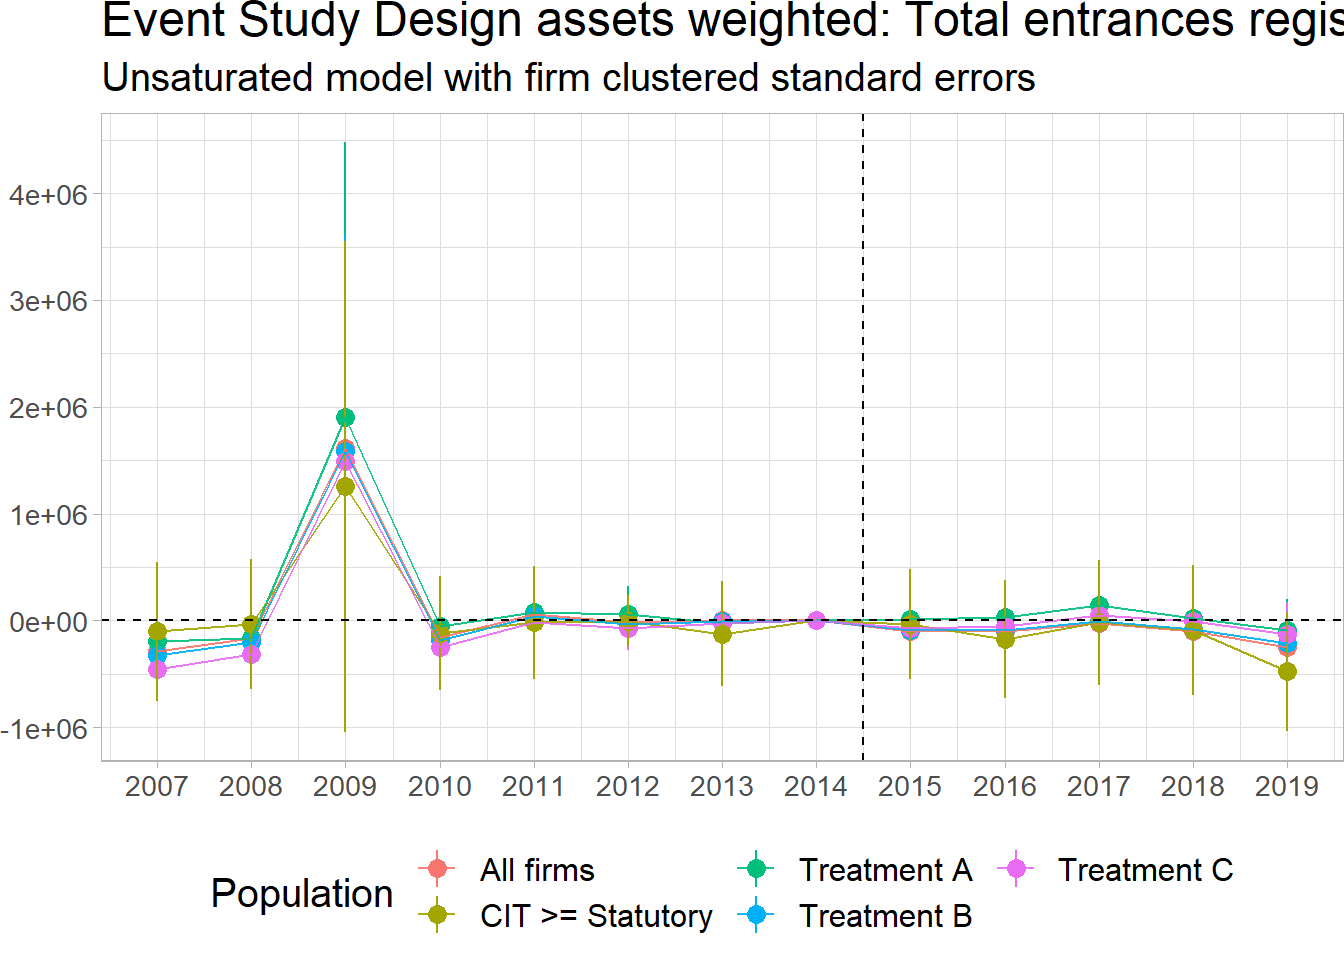 Event Study Design assets weighted: Total entrances regis
Unsaturated model with firm clustered standard errors
4e+06
3e+06
2e+06
1e+06
0e+00
-1e+06
2007 2008 2009 2010 2011 2012 2013 2014 2015 2016 2017 2018 2019
Population
All firms
CIT >= Statutory
Treatment A
Treatment B
Treatment C